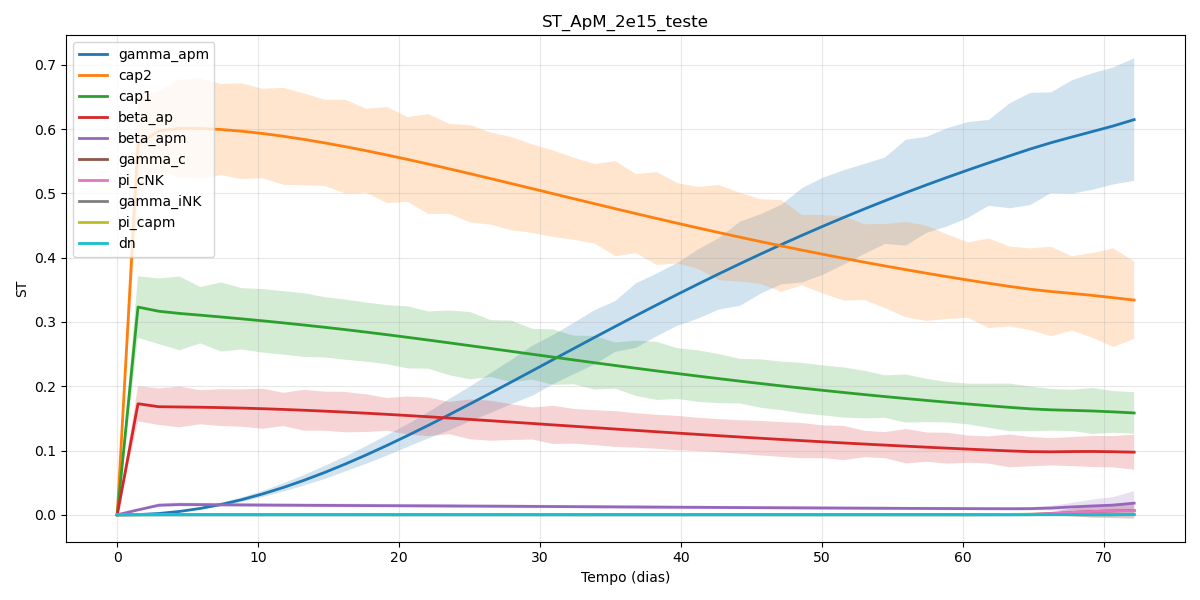 ST_ApM_2e15_teste
gamma_apm
cap2
cap1
beta_ap
beta_apm
gamma_c
pi_cNK
gamma_iNK
pi_capm
dn
0.7
0.6
0.5
0.4
0.3
0.2
0.1
0.0
ST
0 10 20 30 40 50 60 70
Tempo (dias)